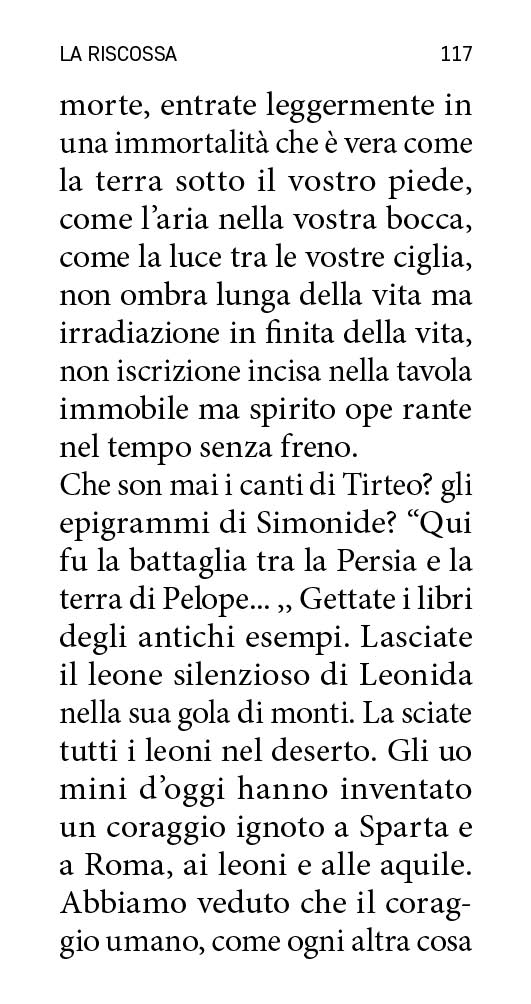 LA RISCOSSA 117
morte, entrate leggermente in
una immortalità che è vera come
la terra sotto il vostro piede,
come l’aria nella vostra bocca,
come la luce tra le vostre ciglia,
non ombra lunga della vita ma
irradiazione in finita della vita,
non iscrizione incisa nella tavola
immobile ma spirito ope rante
nel tempo senza freno.
Che son mai i canti di Tirteo? gli
epigrammi di Simonide? “Qui
fu la battaglia tra la Persia e la
terra di Pelope... ,, Gettate i libri
degli antichi esempi. Lasciate
il leone silenzioso di Leonida
nella sua gola di monti. La sciate
tutti i leoni nel deserto. Gli uo
mini d’oggi hanno inventato
un coraggio ignoto a Sparta e
a Roma, ai leoni e alle aquile.
Abbiamo veduto che il corag-
gio umano, come ogni altra cosa